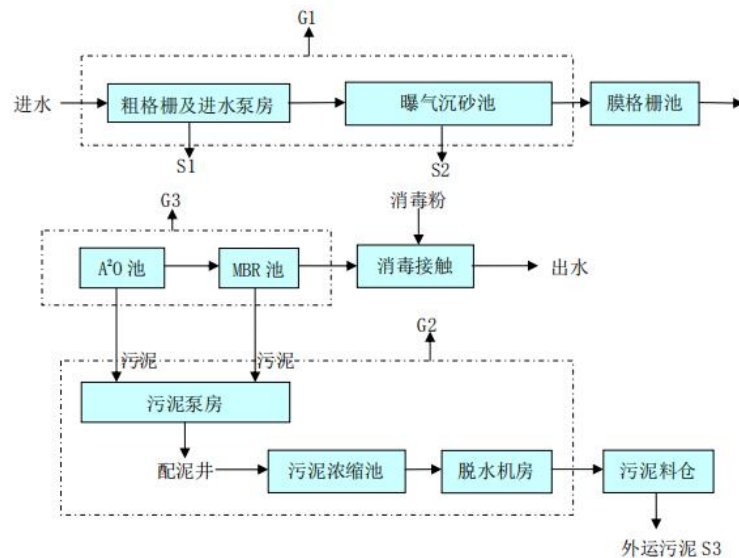 G1
进水
粗格栅及进水泵房
曝气沉砂池
膜格栅池
S1
S2
G3
消毒粉
A²O 池
MBR 池
消毒接触
出水
G2
污泥
污泥
污泥泵房
配泥井
污泥浓缩池
脱水机房
污泥料仓
外运污泥 S3